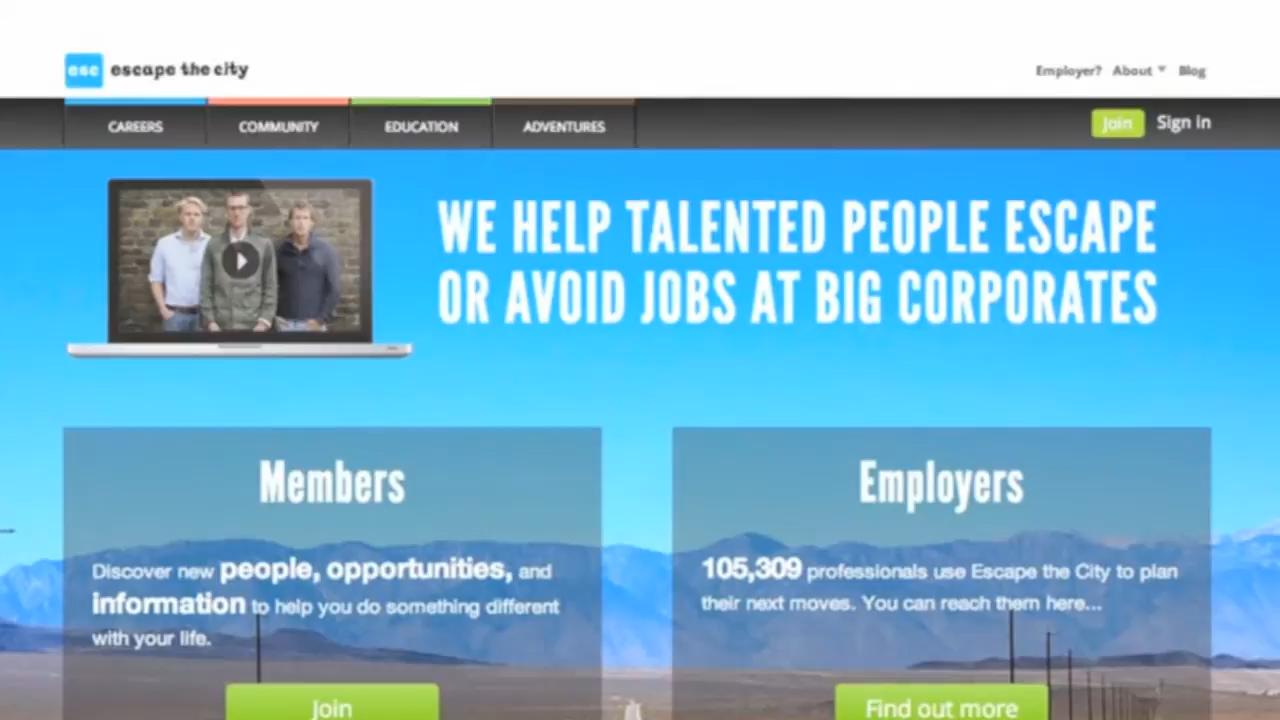 esc escape the city
Employer? About Blog
CAREERS COMMUNITY EDUCATION ADVENTURES
Join Sign in
WE HELP TALENTED PEOPLE ESCAPE
OR AVOID JOBS AT BIG CORPORATES
Members
Discover new people, opportunities, and
information to help you do something different
with your life.
Join
Employers
105,309 professionals use Escape the City to plan
their next moves. You can reach them here...
Find out more